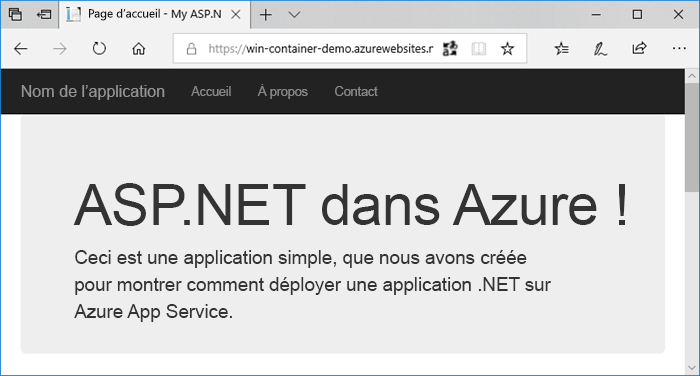 Page d'accueil - My ASP.N
https://win-container-demo.azurewebsites.n
Nom de l'application Accueil À propos Contact
ASP.NET dans Azure !
Ceci est une application simple, que nous avons créée
pour montrer comment déployer une application .NET sur
Azure App Service.